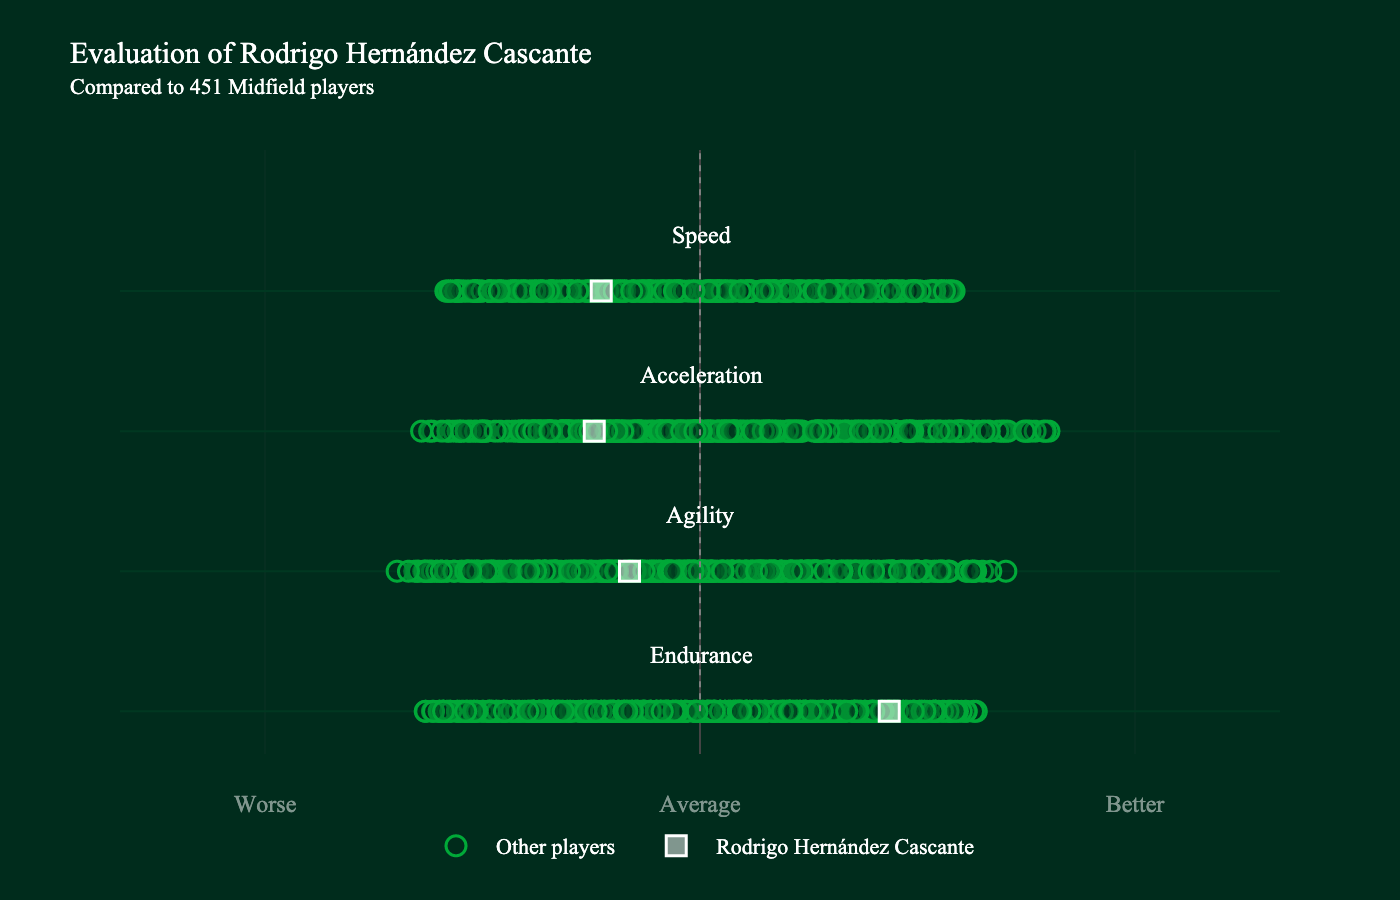 Evaluation of Rodrigo Hernández Cascante
Compared to 451 Midfield players
Speed
Acceleration
Agility
Endurance
Worse Average Better
Other players Rodrigo Hernández Cascante